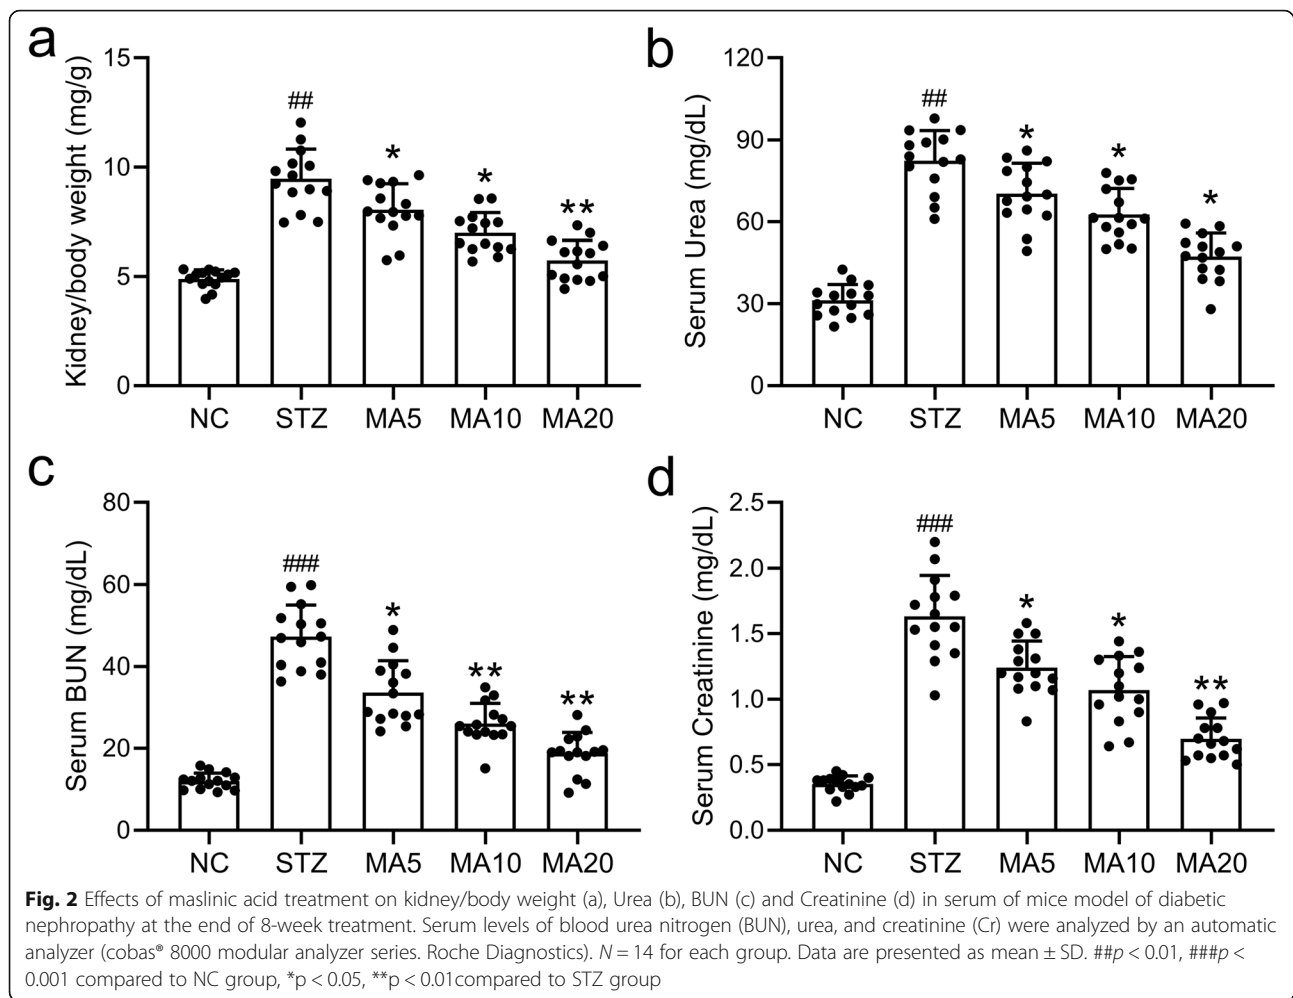 a
Kidney/body weight (mg/g)
15
10
5
0
##
*
*
**
NC STZ MA5 MA10 MA20
b
Serum Urea (mg/dL)
120
90
60
30
0
##
*
*
*
NC STZ MA5 MA10 MA20
c
Serum BUN (mg/dL)
80
60
40
20
0
###
*
**
**
NC STZ MA5 MA10 MA20
d
Serum Creatinine (mg/dL)
2.5
2.0
1.5
1.0
0.5
0.0
###
*
*
**
NC STZ MA5 MA10 MA20
Fig. 2 Effects of maslinic acid treatment on kidney/body weight (a), Urea (b), BUN (c) and Creatinine (d) in serum of mice model of diabetic
nephropathy at the end of 8-week treatment. Serum levels of blood urea nitrogen (BUN), urea, and creatinine (Cr) were analyzed by an automatic
analyzer (cobas® 8000 modular analyzer series. Roche Diagnostics). N = 14 for each group. Data are presented as mean ± SD. ##p < 0.01, ###p <
0.001 compared to NC group, *p < 0.05, **p < 0.01compared to STZ group